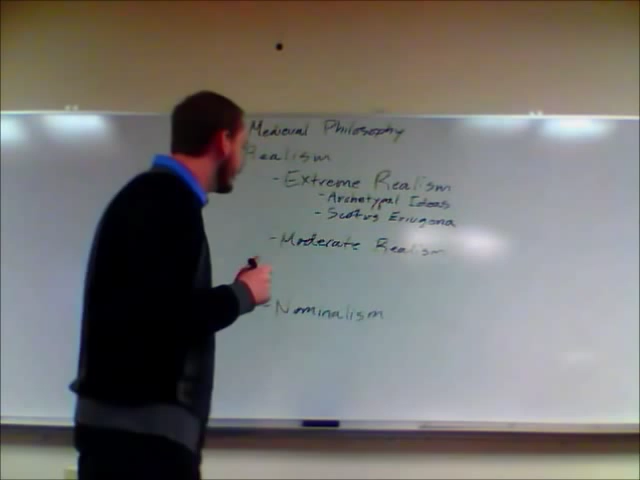 Medieval Philosophy
Realism
- Extreme Realism
- Archetypal Ideas
- Scotus Eriugena
- Moderate Realism
- Nominalism